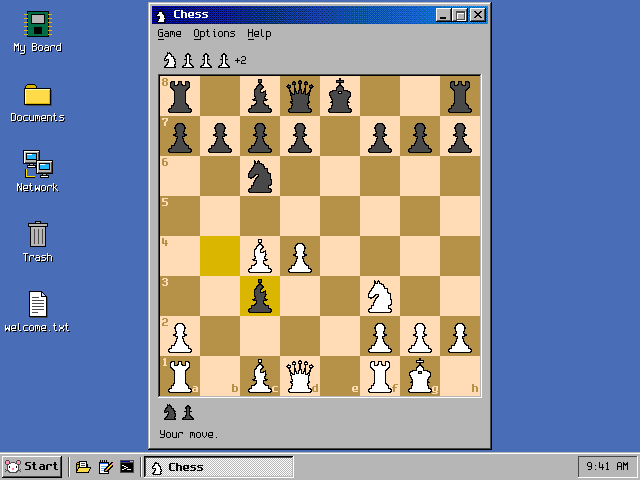 Chess
My Board
Game Options Help
+2
8
Documents
7
6
Network
5
4
Trash
3
welcome.txt
2
1
a b c d e f g h
Your move.
Start
Chess
9:41 AM